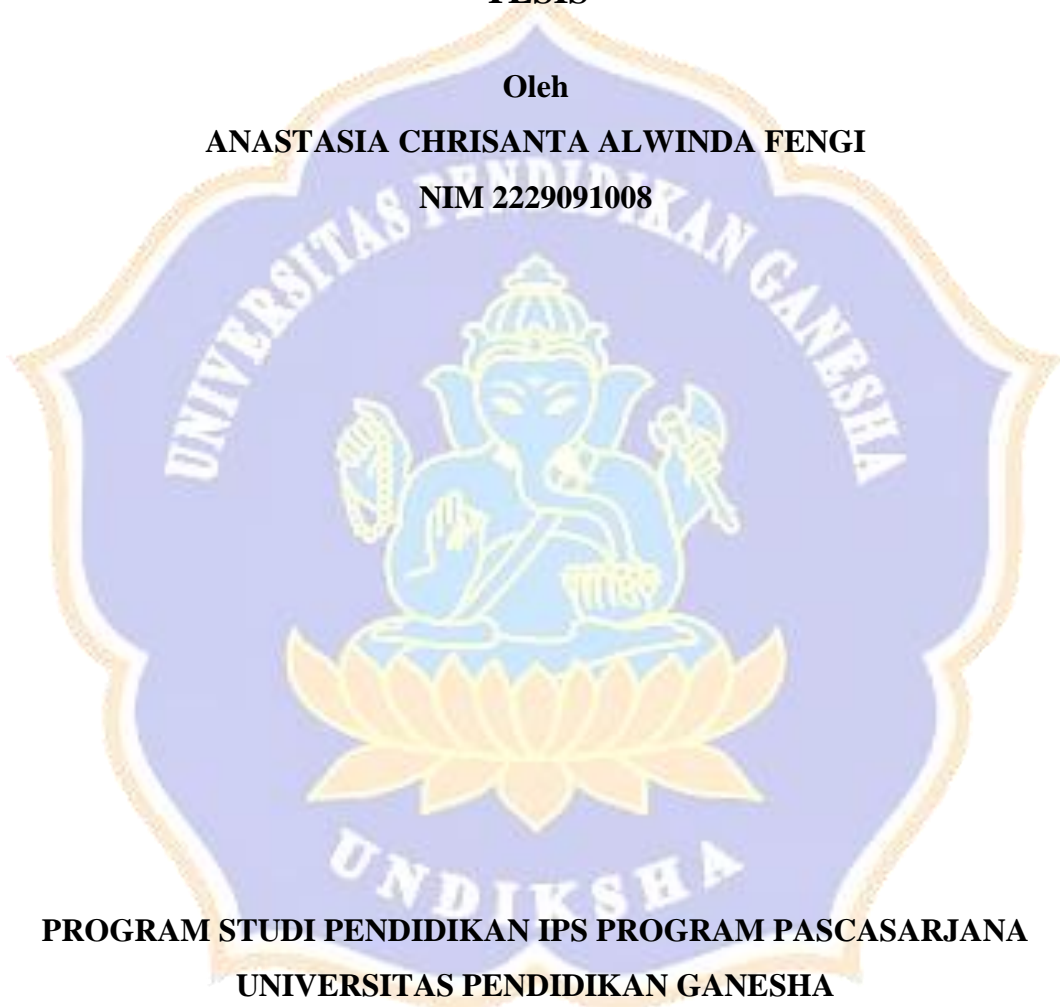 TESIS
Oleh
ANASTASIA CHRISANTA ALWINDA FENGI
NIM 2229091008
UNIVERSITAS PENDIDIKAN GANESHA
UNDIKSHA
PROGRAM STUDI PENDIDIKAN IPS PROGRAM PASCASARJANA
UNIVERSITAS PENDIDIKAN GANESHA